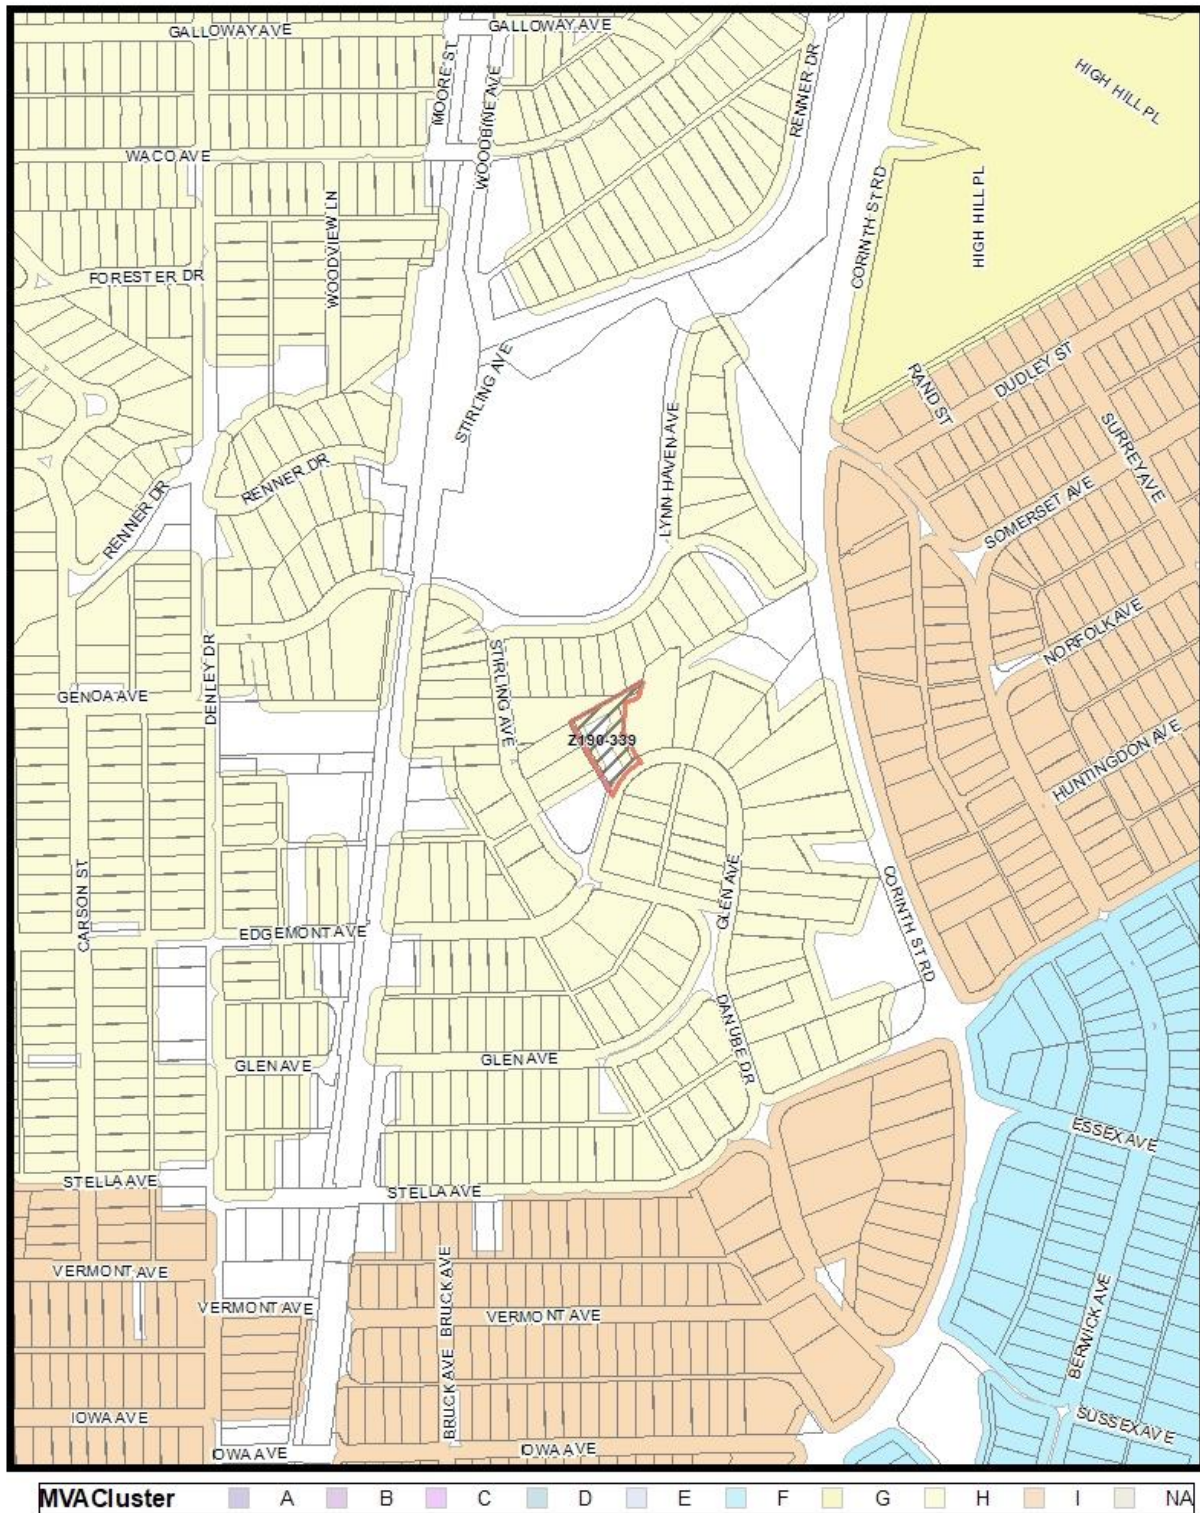 GALLOWAY AVE
GALLOWAY AVE
MOORE ST
WOODBINE AVE
RENNER DR
HIGH HILL PL
WACO AVE
WOODVIEW LN
CORINTH ST RD
HIGH HILL PL
FORESTER DR
STIRLING AVE
RAND ST
DUDLEY ST
SURREY AVE
LYNN HAVEN AVE
RENNER DR
RENNER DR
SOMERSET AVE
NORFOLK AVE
DENLEY DR
GENOA AVE
STIRLING AVE
Z190-339
HUNTINGDON AVE
CARSON ST
GLEN AVE
CORINTH ST RD
EDGEMONT AVE
DANUBE DR
GLEN AVE
GLEN AVE
ESSEX AVE
STELLA AVE
STELLA AVE
VERMONT AVE
BRUCK AVE
VERMONT AVE
VERMONT AVE
BERWICK AVE
BRUCK AVE
IOWA AVE
SUSSEX AVE
IOWA AVE
IOWA AVE
MVACluster A B C D E F G H I NA